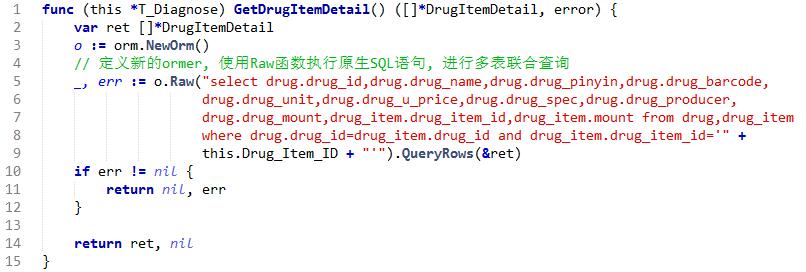 1 func (this *T_Diagnose) GetDrugItemDetail() ([]*DrugItemDetail, error) {
2 var ret []*DrugItemDetail
3 o := orm.NewOrm()
4 // 定义新的ormer, 使用Raw函数执行原生SQL语句, 进行多表联合查询
5 _, err := o.Raw("select drug.drug_id,drug.drug_name,drug.drug_pinyin,drug.drug_barcode,
6 drug.drug_unit,drug.drug_u_price,drug.drug_spec,drug.drug_producer,
7 drug.drug_mount,drug_item.drug_item_id,drug_item.mount from drug,drug_item
8 where drug.drug_id=drug_item.drug_id and drug_item.drug_item_id='" +
9 this.Drug_Item_ID + "'").QueryRows(&ret)
10 if err != nil {
11 return nil, err
12 }
13
14 return ret, nil
15 }